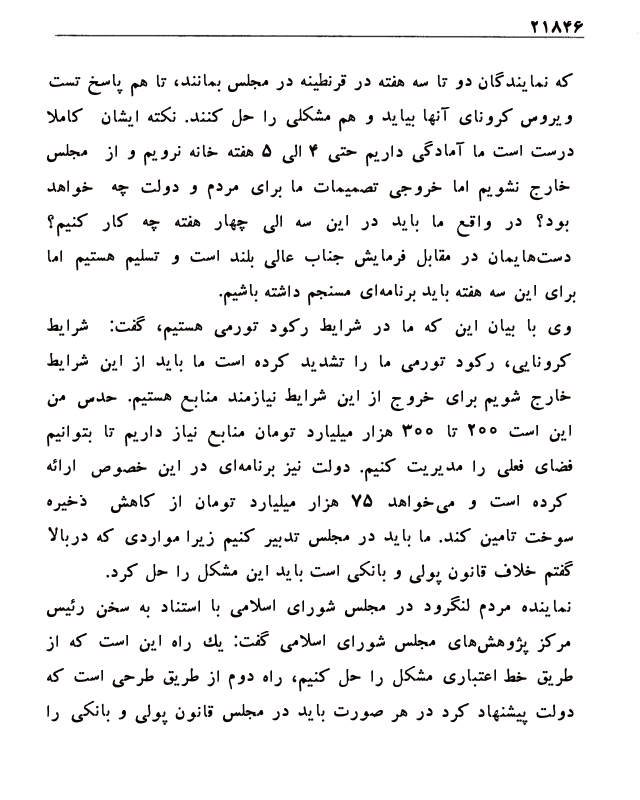 ۲۱۸۴۶
که نمایندگان دو تا سه هفته در قرنطینه در مجلس بمانند، تا هم پاسخ تست
ویروس کرونای آنها بیاید و هم مشکلی را حل کنند. نکته ایشان کاملا
درست است ما آمادگی داریم حتی ۴ الی ۵ هفته خانه نرویم و از مجلس
خارج نشویم اما خروجی تصمیمات ما برای مردم و دولت چه خواهد
بود؟ در واقع ما باید در این سه الی چهار هفته چه کار کنیم؟
دست‌هایمان در مقابل فرمایش جناب عالی بلند است و تسلیم هستیم اما
برای این سه هفته باید برنامه‌ای مسنجم داشته باشیم.
وی با بیان این که ما در شرایط رکود تورمی هستیم، گفت: شرایط
کرونایی، رکود تورمی ما را تشدید کرده است ما باید از این شرایط
خارج شویم برای خروج از این شرایط نیازمند منابع هستیم. حدس من
این است ۲۰۰ تا ۳۰۰ هزار میلیارد تومان منابع نیاز داریم تا بتوانیم
فضای فعلی را مدیریت کنیم. دولت نیز برنامه‌ای در این خصوص ارائه
کرده است و می‌خواهد ۷۵ هزار میلیارد تومان از کاهش ذخیره
سوخت تامین کند. ما باید در مجلس تدبیر کنیم زیرا مواردی که دربالا
گفتم خلاف قانون پولی و بانکی است باید این مشکل را حل کرد.
نماینده مردم لنگرود در مجلس شورای اسلامی با استناد به سخن رئیس
مرکز پژوهش‌های مجلس شورای اسلامی گفت: یك راه این است که از
طریق خط اعتباری مشکل را حل کنیم، راه دوم از طریق طرحی است که
دولت پیشنهاد کرد در هر صورت باید در مجلس قانون پولی و بانکی را